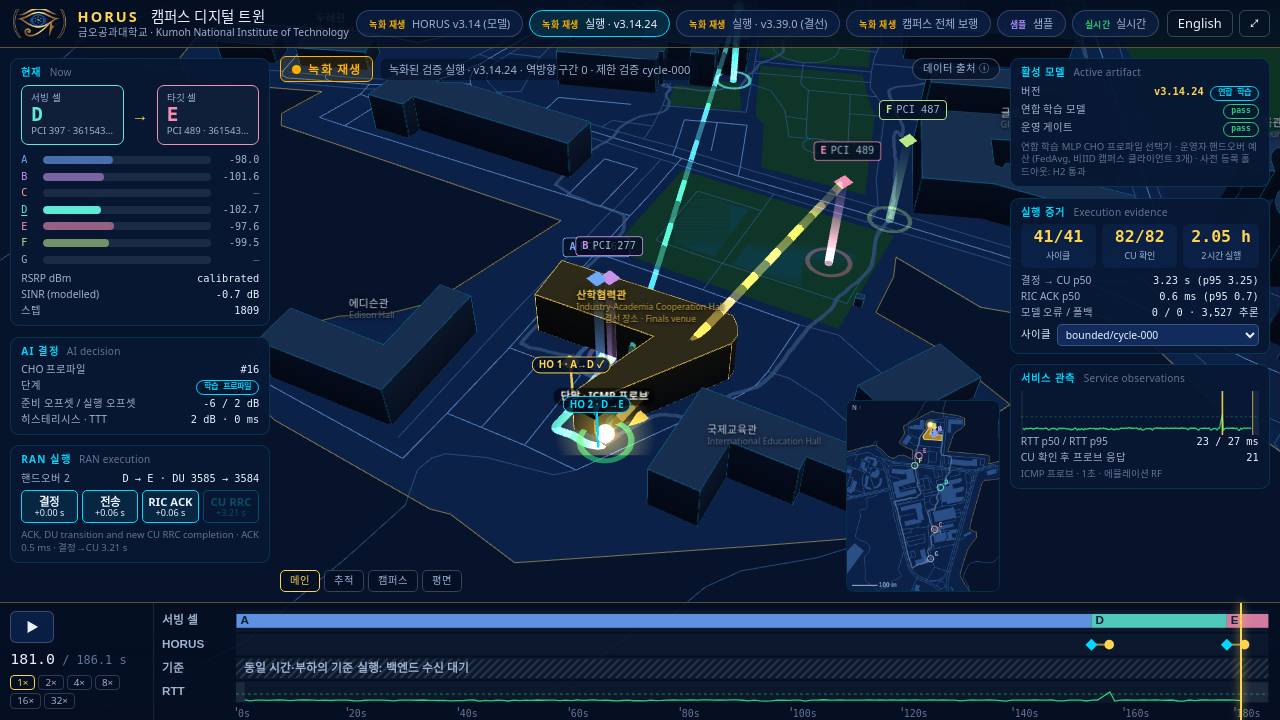 HORUS 캠퍼스 디지털 트윈
금오공과대학교 · Kumoh National Institute of Technology
녹화 재생 HORUS v3.14 (모델)
녹화 재생 실행 · v3.14.24
녹화 재생 실행 · v3.39.0 (결선)
녹화 재생 캠퍼스 전체 보행
샘플 샘플
실시간 실시간
English
녹화 재생
녹화된 검증 실행 · v3.14.24 · 역방향 구간 0 · 제한 검증 cycle-000
데이터 출처 ⓘ
현재 Now
서빙 셀
D
PCI 397 · 361543...
→
타깃 셀
E
PCI 489 · 361543...
A -98.0
B -101.6
C —
D -102.7
E -97.6
F -99.5
G —
RSRP dBm calibrated
SINR (modelled) -0.7 dB
스텝 1809
AI 결정 AI decision
CHO 프로파일 #16
단계 학습 프로파일
준비 오프셋 / 실행 오프셋 -6 / 2 dB
히스테리시스 · TTT 2 dB · 0 ms
RAN 실행 RAN execution
핸드오버 2 D → E · DU 3585 → 3584
결정 +0.00 s
전송 +0.06 s
RIC ACK +0.06 s
CU RRC +3.21 s
ACK, DU transition and new CU RRC completion · ACK
0.5 ms · 결정→CU 3.21 s
F PCI 487
E PCI 489
A
B PCI 277
산학협력관
Industry-Academia Cooperation Hall
결선 장소 · Finals venue
에디슨관
Edison Hall
HO 1 · A→D ✓
단말 · ICMP 프로브
HO 2 · D→E
국제교육관
International Education Hall
N
100 m
메인
추적
캠퍼스
평면
활성 모델 Active artifact
버전 v3.14.24 연합 학습
연합 학습 모델 pass
운영 게이트 pass
연합 학습 MLP CHO 프로파일 선택기 · 운영자 핸드오버 예
산 (FedAvg, 비IID 캠퍼스 클라이언트 3개) · 사전 등록 홀
드아웃: H2 통과
실행 증거 Execution evidence
41/41 사이클
82/82 CU 확인
2.05 h 2시간 실행
결정 → CU p50 3.23 s (p95 3.25)
RIC ACK p50 0.6 ms (p95 0.7)
모델 오류 / 폴백 0 / 0 · 3,527 추론
사이클 bounded/cycle-000
서비스 관측 Service observations
RTT p50 / RTT p95 23 / 27 ms
CU 확인 후 프로브 응답 21
ICMP 프로브 · 1초 · 에뮬레이션 RF
▶
181.0 / 186.1 s
1× 2× 4× 8×
16× 32×
서빙 셀 A D E
HORUS
기준 동일 시간·부하의 기준 실행: 백엔드 수신 대기
RTT
0s 20s 40s 60s 80s 100s 120s 140s 160s 180s